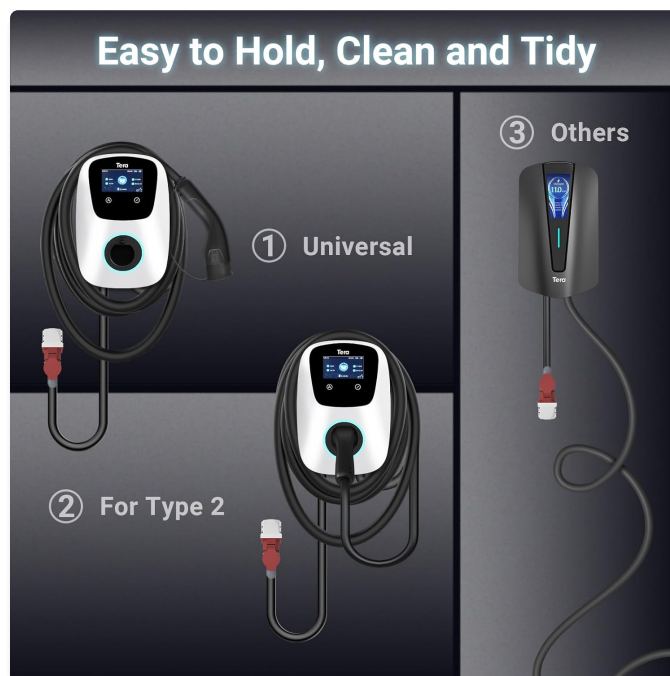 Easy to Hold, Clean and Tidy
③ Others
Tera
① Universal
Tera
Tera
② For Type 2